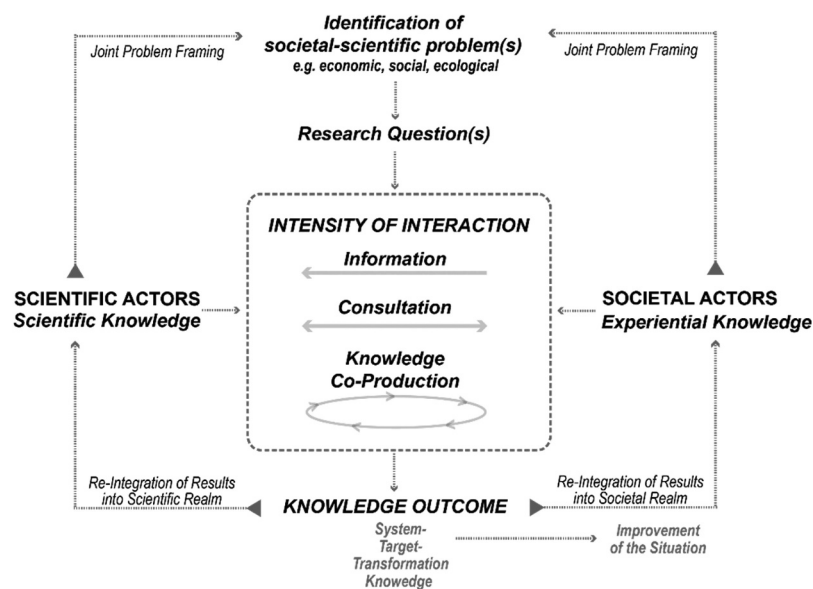 Identification of
societal-scientific problem(s)
e.g. economic, social, ecological
Joint Problem Framing
Joint Problem Framing
Research Question(s)
INTENSITY OF INTERACTION
Information
Consultation
Knowledge
Co-Production
SCIENTIFIC ACTORS
Scientific Knowledge
SOCIETAL ACTORS
Experiential Knowledge
Re-Integration of Results
into Scientific Realm
KNOWLEDGE OUTCOME
Re-Integration of Results
into Societal Realm
System-
Target-
Transformation
Knowedge
Improvement
of the Situation